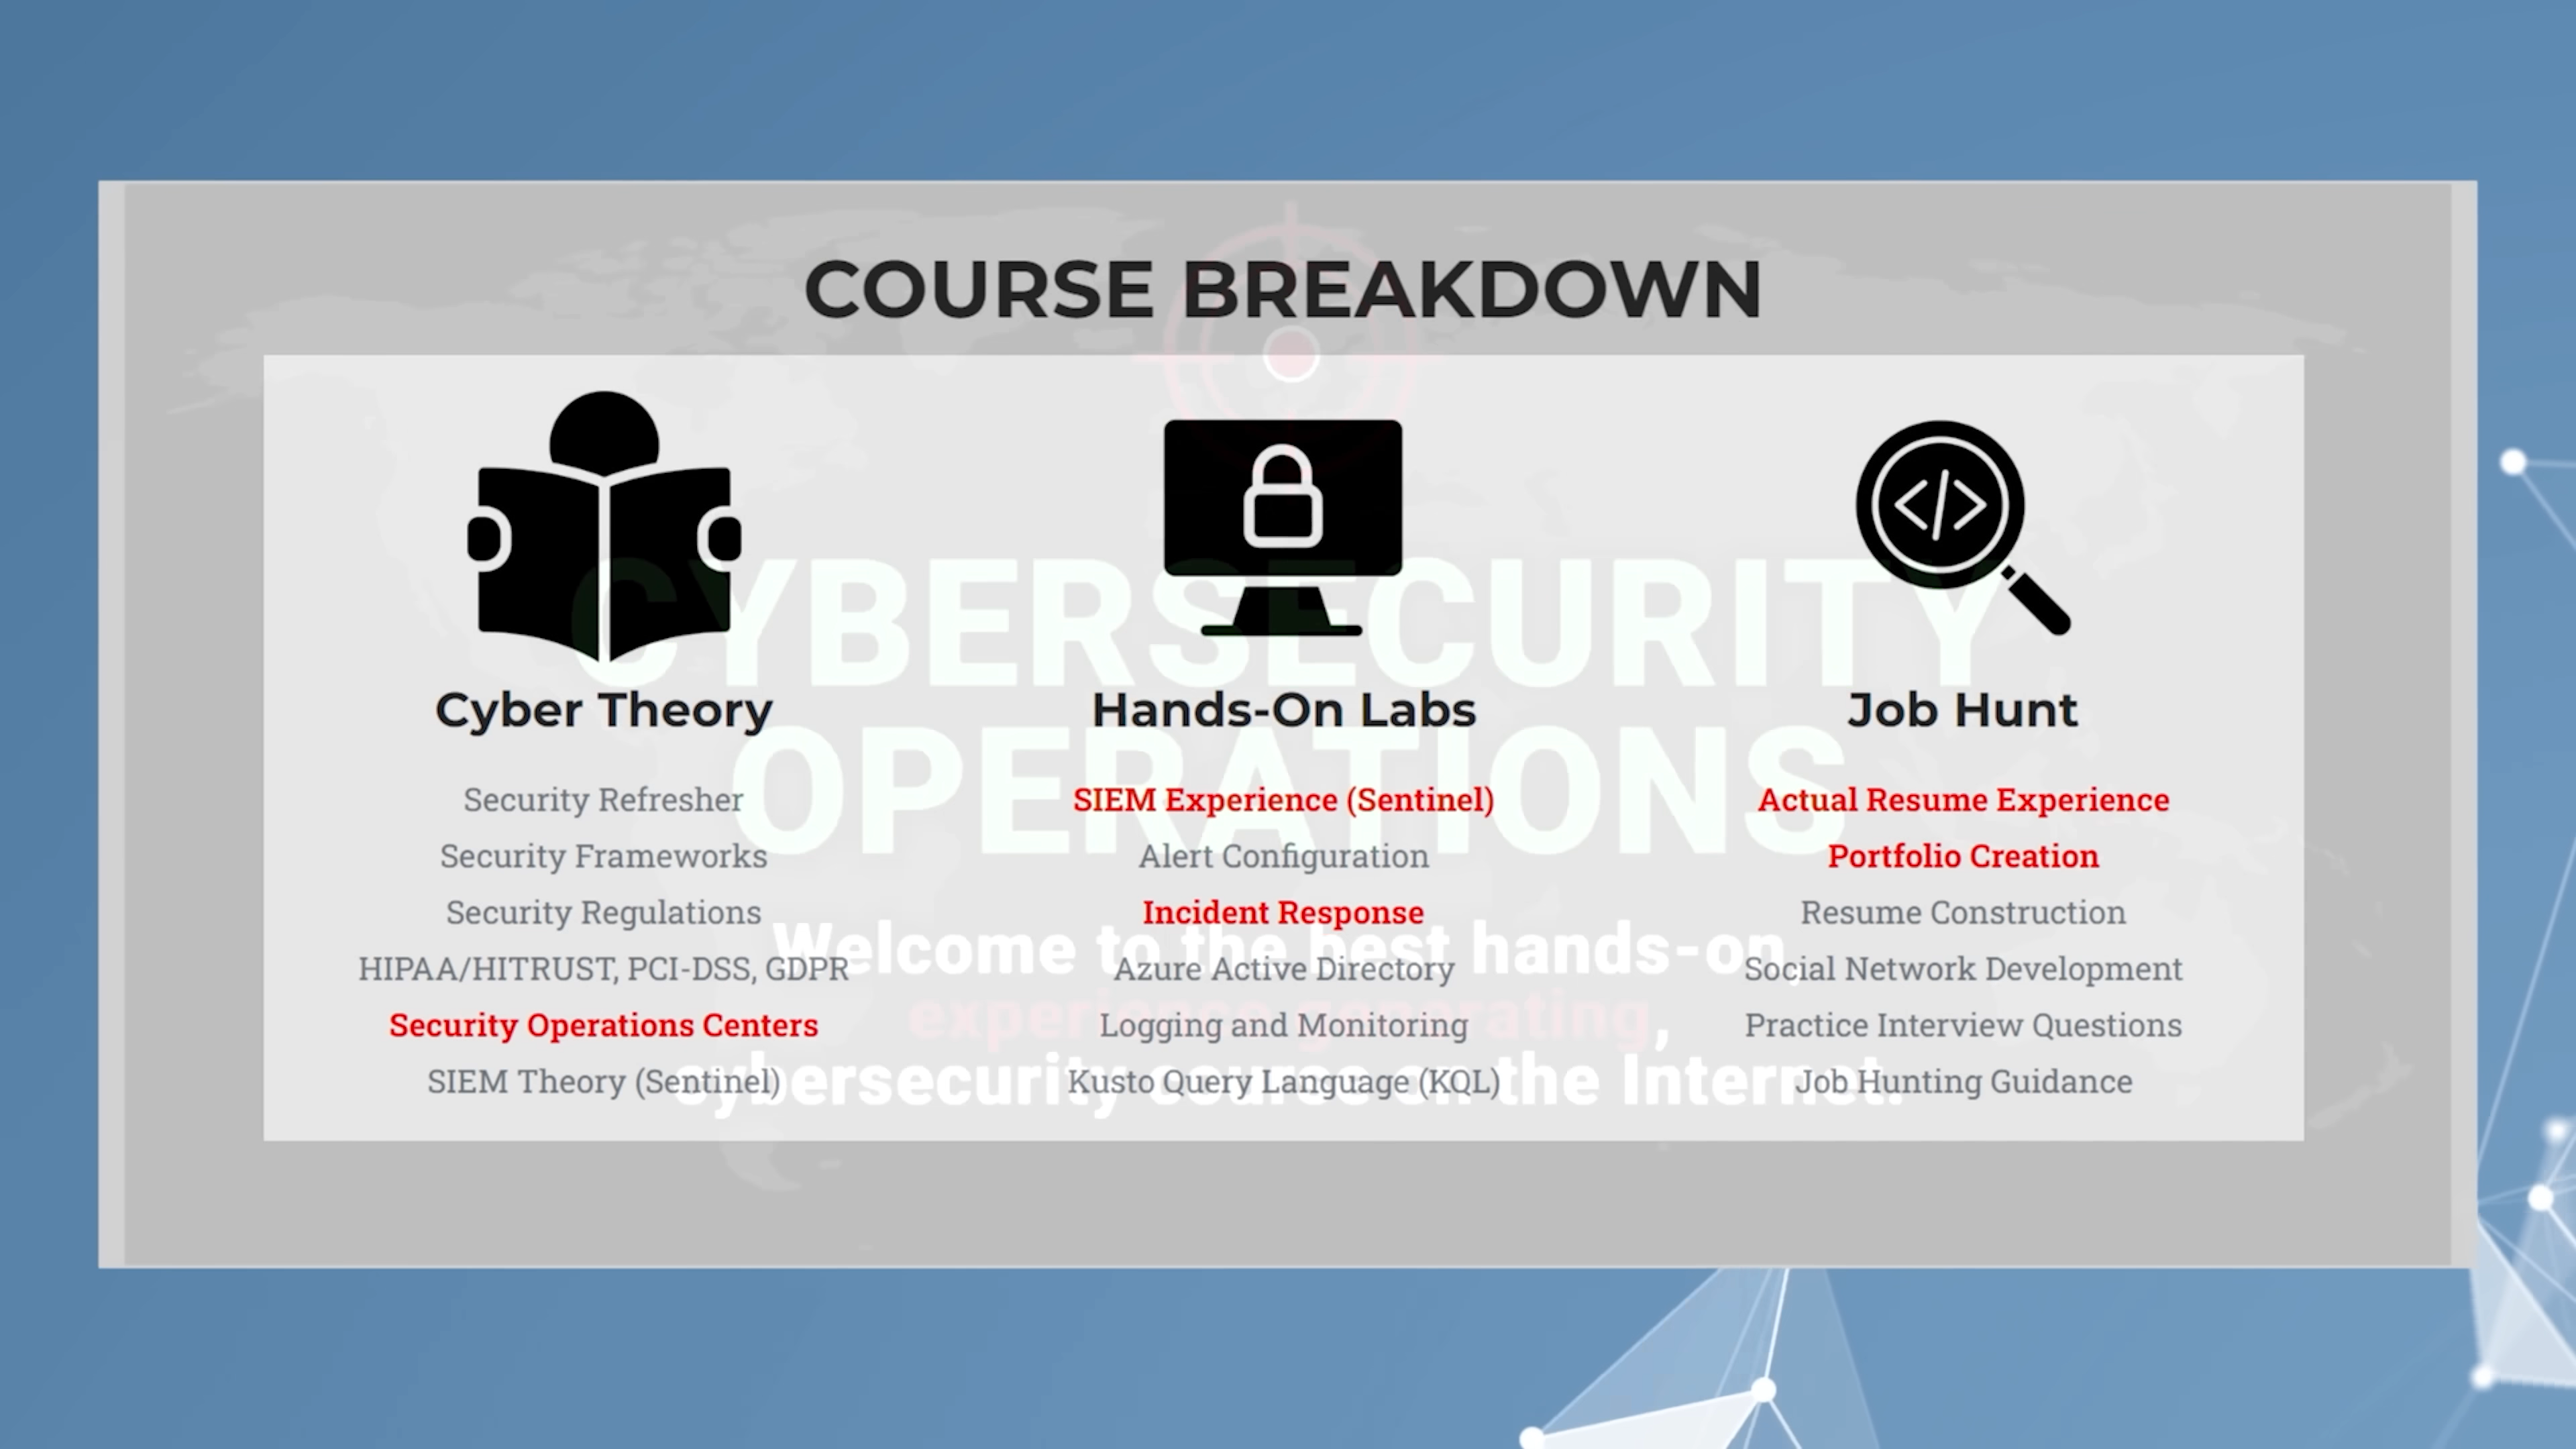 COURSE BREAKDOWN
CYBERSECURITY
OPERATIONS
Welcome to the best hands-on,
experience generating,
cybersecurity course on the Internet.
Cyber Theory
Security Refresher
Security Frameworks
Security Regulations
HIPAA/HITRUST, PCI-DSS, GDPR
Security Operations Centers
SIEM Theory (Sentinel)
Hands-On Labs
SIEM Experience (Sentinel)
Alert Configuration
Incident Response
Azure Active Directory
Logging and Monitoring
Kusto Query Language (KQL)
Job Hunt
Actual Resume Experience
Portfolio Creation
Resume Construction
Social Network Development
Practice Interview Questions
Job Hunting Guidance